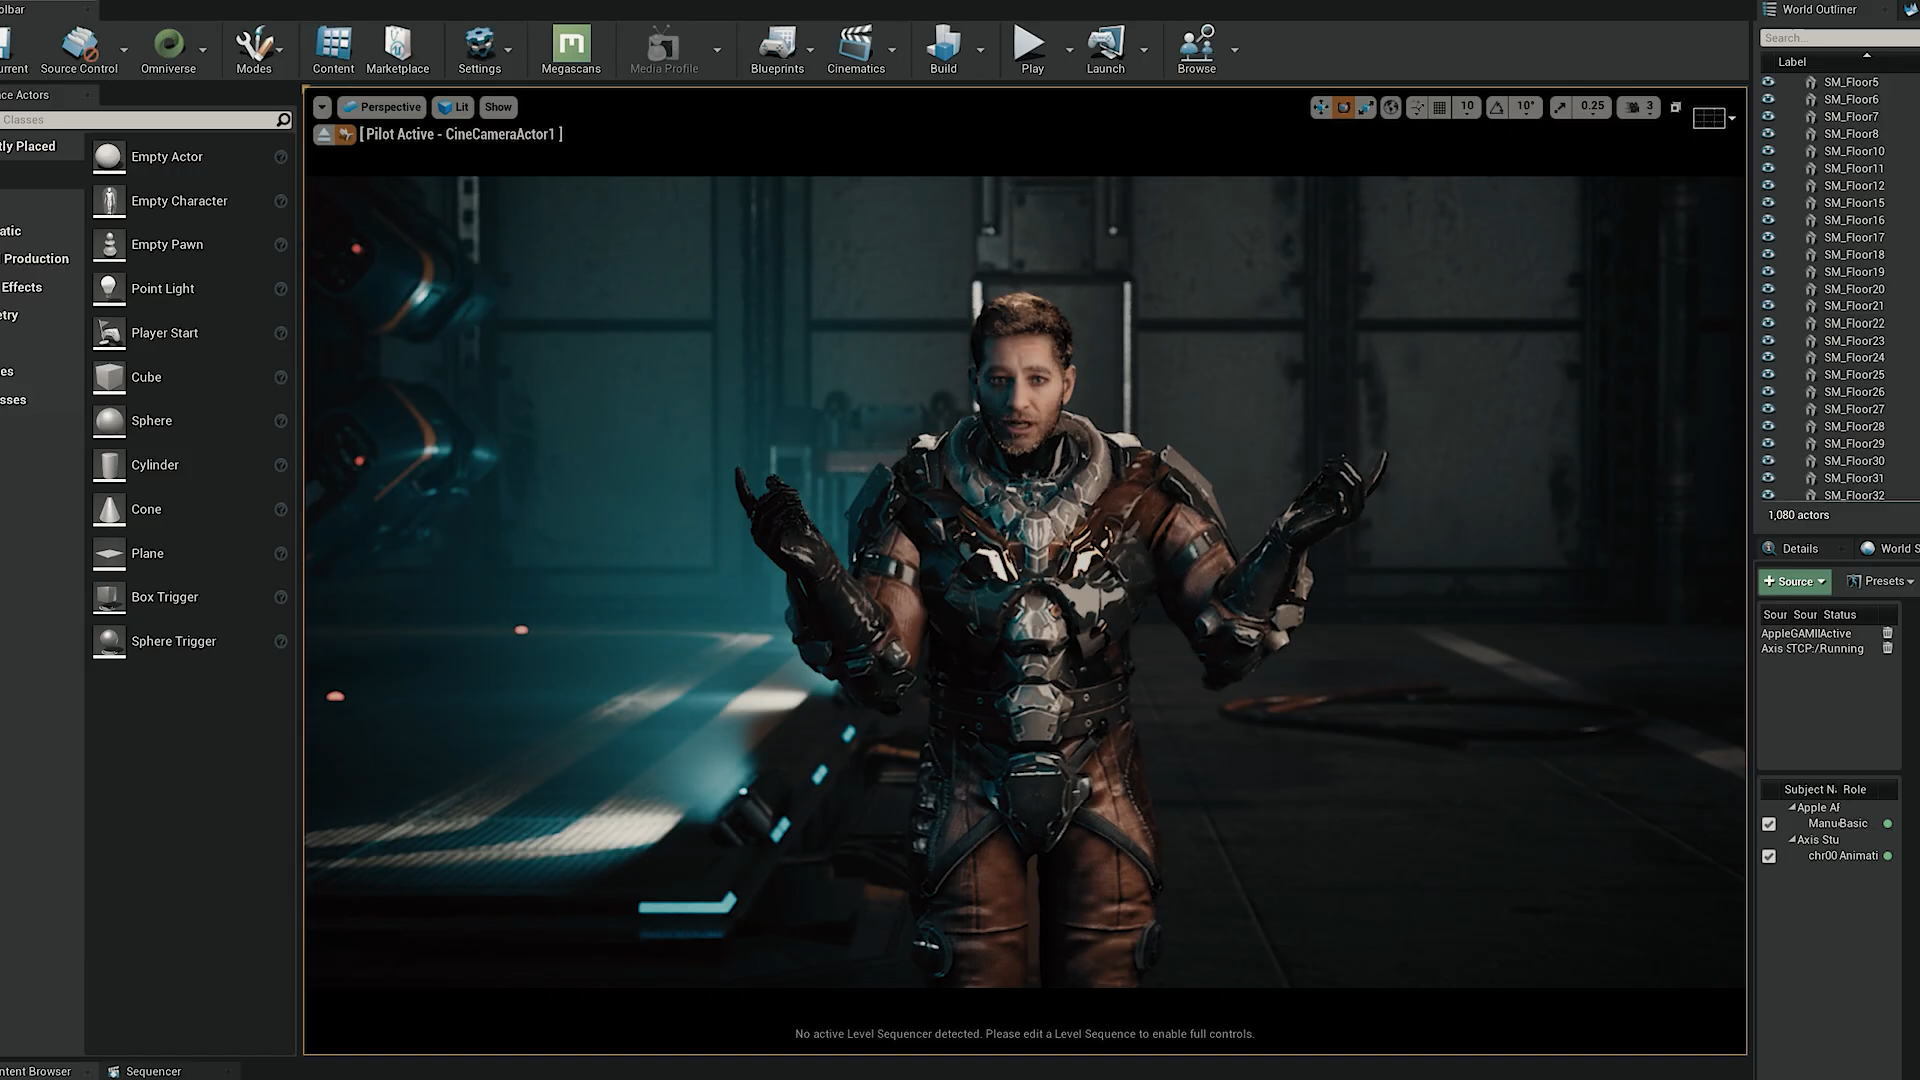 olbar
urrent
Source Control
Omniverse
Modes
Content
Marketplace
Settings
Megascans
Media Profile
Blueprints
Cinematics
Build
Play
Launch
Browse
ce Actors
Classes
tly Placed
atic
Production
Effects
etry
es
sses
Empty Actor
Empty Character
Empty Pawn
Point Light
Player Start
Cube
Sphere
Cylinder
Cone
Plane
Box Trigger
Sphere Trigger
Perspective
Lit
Show
[ Pilot Active - CineCameraActor1 ]
10
10°
0.25
3
No active Level Sequencer detected. Please edit a Level Sequence to enable full controls.
World Outliner
Search...
Label
SM_Floor5
SM_Floor6
SM_Floor7
SM_Floor8
SM_Floor10
SM_Floor11
SM_Floor12
SM_Floor15
SM_Floor16
SM_Floor17
SM_Floor18
SM_Floor19
SM_Floor20
SM_Floor21
SM_Floor22
SM_Floor23
SM_Floor24
SM_Floor25
SM_Floor26
SM_Floor27
SM_Floor28
SM_Floor29
SM_Floor30
SM_Floor31
SM_Floor32
1,080 actors
Details
World S
+ Source
Presets
Sour Sour Status
Active
Axis STCP:/Running
Subject N: Role
Apple AF
Manu Basic
Axis Stu
chr00 Animati
ntent Browser
Sequencer